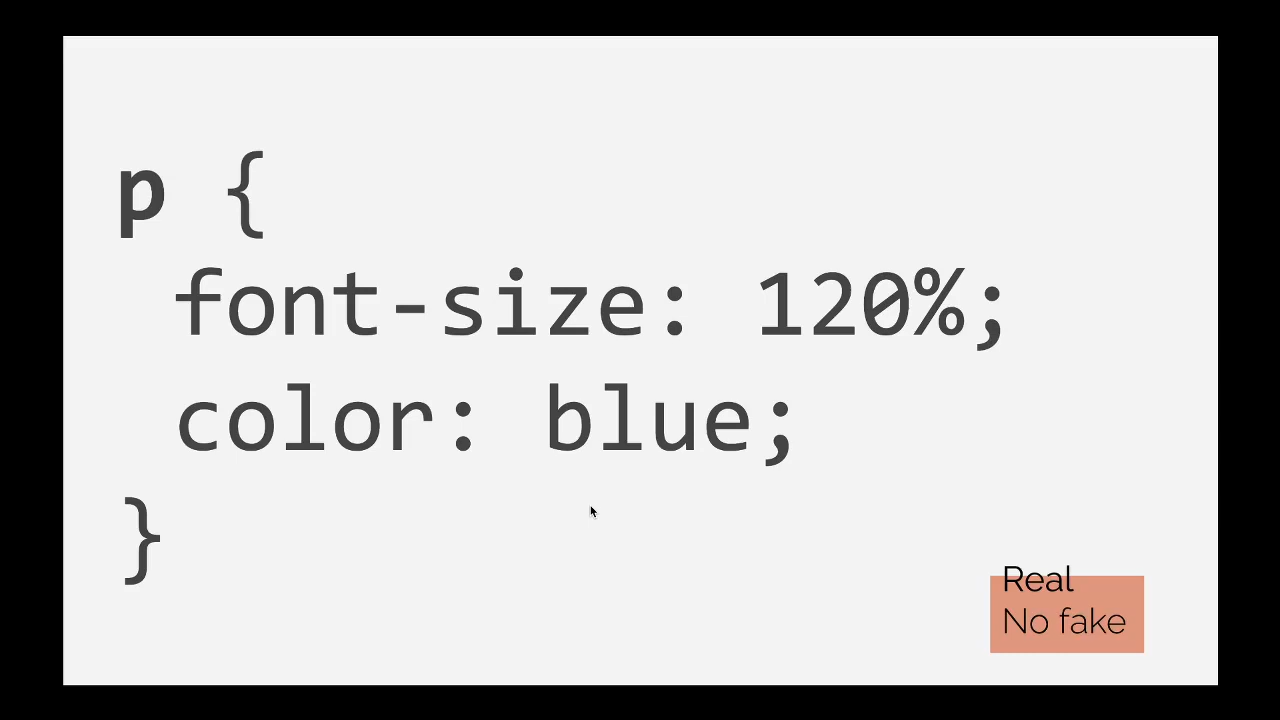 p {
font-size: 120%;
color: blue;
}
Real
No fake